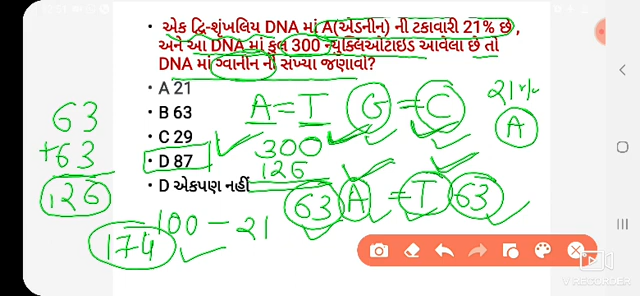 • એક દ્વિ-શૃંખલિય DNA માં A(એડનીન) ની ટકાવારી 21% છે ,
અને આ DNA માં કુલ 300 ન્યુક્લિઓટાઇડ આવેલા છે તો
DNA માં ગ્વાનીન ની સંખ્યા જણાવો?
• A 21
• B 63
• C 29
• D 87
• D એકપણ નહીં
A = T G = C
21 %
A
300
126
63 A = T 63
63
+63
126
100 - 21
174
V RECORDER